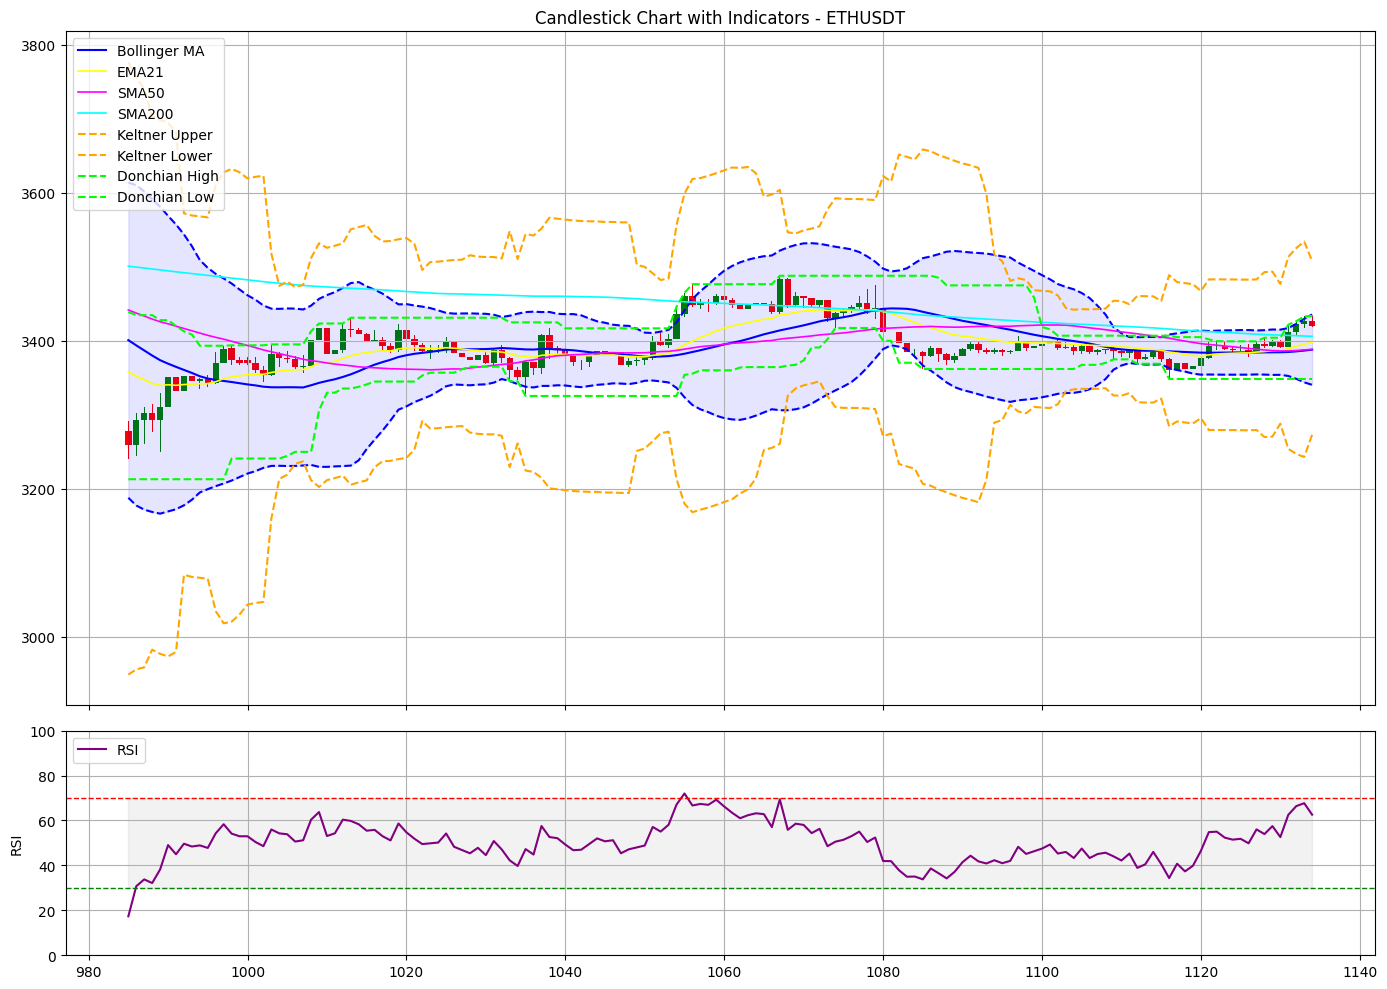 Candlestick Chart with Indicators - ETHUSDT
3800
3600
3400
3200
3000
Bollinger MA
EMA21
SMA50
SMA200
Keltner Upper
Keltner Lower
Donchian High
Donchian Low
100
80
60
40
20
0
RSI
RSI
980 1000 1020 1040 1060 1080 1100 1120 1140